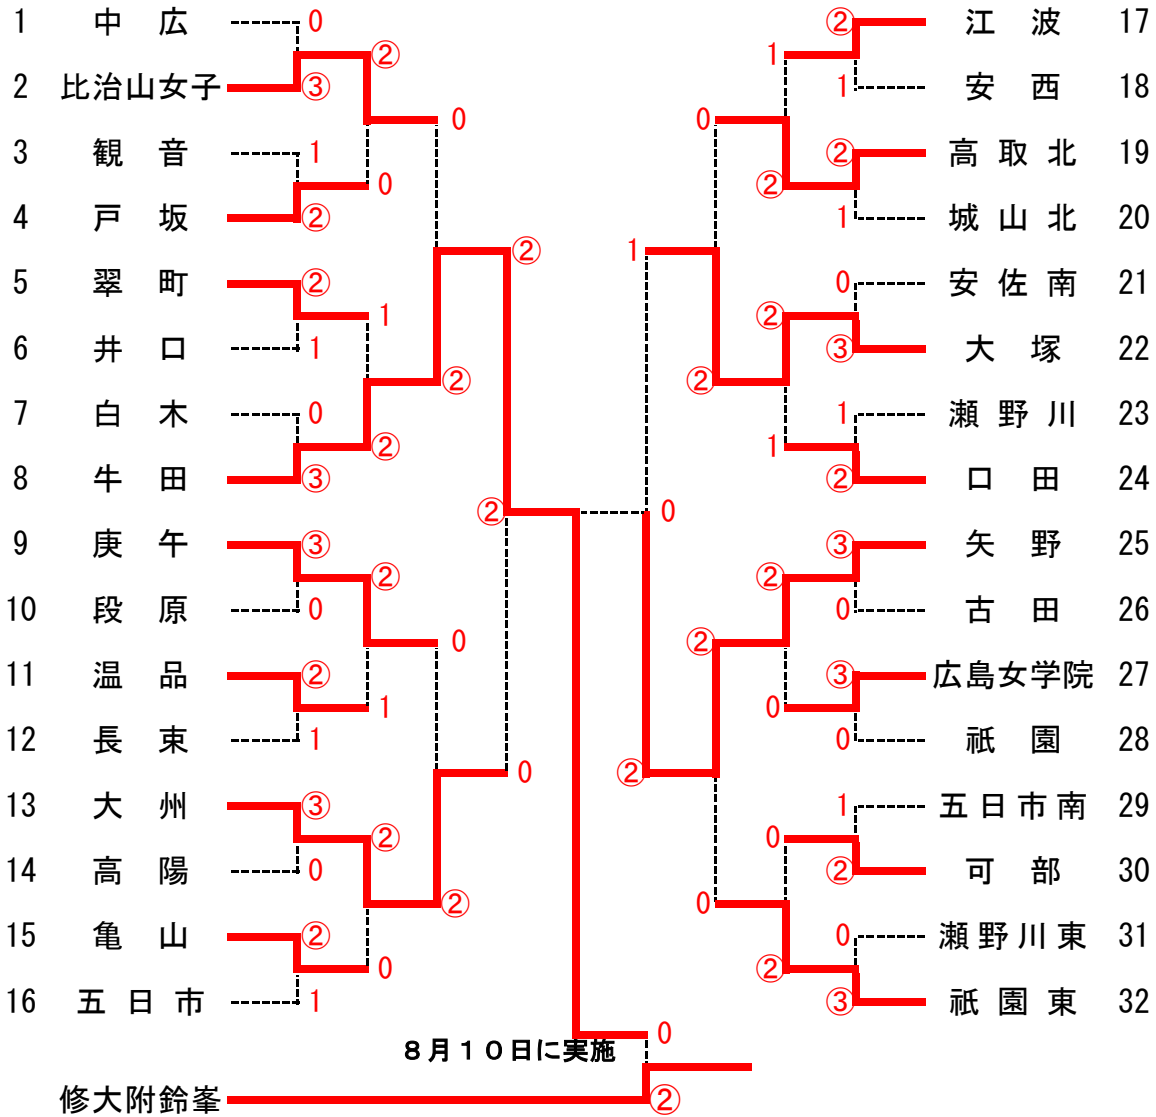 1 中広 0
②
2 比治山女子 ③
0
3 観音 1
0
4 戸坂 ②
②
5 翠町 ②
1
6 井口 1
②
7 白木 0
②
8 牛田 ③
②
9 庚午 ③
②
10 段原 0
0
11 温品 ②
1
12 長束 1
0
13 大州 ③
②
14 高陽 0
②
15 亀山 ②
0
16 五日市 1
② 江波 17
1
1 安西 18
0
② 高取北 19
②
1 城山北 20
1
0 安佐南 21
②
③ 大塚 22
②
1 瀬野川 23
1
② 口田 24
0
③ 矢野 25
②
0 古田 26
②
③ 広島女学院 27
0
0 祇園 28
②
1 五日市南 29
0
② 可部 30
0
0 瀬野川東 31
②
③ 祇園東 32
0
8月10日に実施
修大附鈴峯 ②